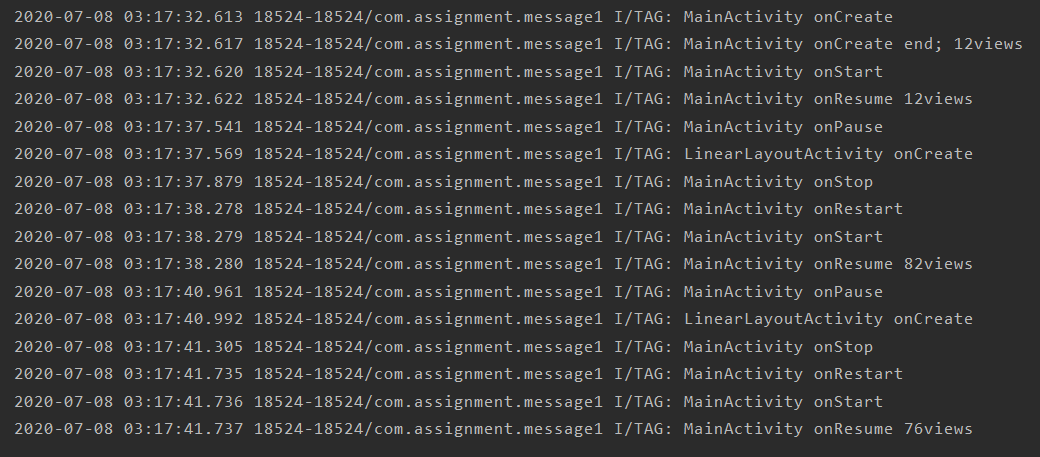 2020-07-08 03:17:32.613 18524-18524/com.assignment.message1 I/TAG: MainActivity onCreate
2020-07-08 03:17:32.617 18524-18524/com.assignment.message1 I/TAG: MainActivity onCreate end; 12views
2020-07-08 03:17:32.620 18524-18524/com.assignment.message1 I/TAG: MainActivity onStart
2020-07-08 03:17:32.622 18524-18524/com.assignment.message1 I/TAG: MainActivity onResume 12views
2020-07-08 03:17:37.541 18524-18524/com.assignment.message1 I/TAG: MainActivity onPause
2020-07-08 03:17:37.569 18524-18524/com.assignment.message1 I/TAG: LinearLayoutActivity onCreate
2020-07-08 03:17:37.879 18524-18524/com.assignment.message1 I/TAG: MainActivity onStop
2020-07-08 03:17:38.278 18524-18524/com.assignment.message1 I/TAG: MainActivity onRestart
2020-07-08 03:17:38.279 18524-18524/com.assignment.message1 I/TAG: MainActivity onStart
2020-07-08 03:17:38.280 18524-18524/com.assignment.message1 I/TAG: MainActivity onResume 82views
2020-07-08 03:17:40.961 18524-18524/com.assignment.message1 I/TAG: MainActivity onPause
2020-07-08 03:17:40.992 18524-18524/com.assignment.message1 I/TAG: LinearLayoutActivity onCreate
2020-07-08 03:17:41.305 18524-18524/com.assignment.message1 I/TAG: MainActivity onStop
2020-07-08 03:17:41.735 18524-18524/com.assignment.message1 I/TAG: MainActivity onRestart
2020-07-08 03:17:41.736 18524-18524/com.assignment.message1 I/TAG: MainActivity onStart
2020-07-08 03:17:41.737 18524-18524/com.assignment.message1 I/TAG: MainActivity onResume 76views